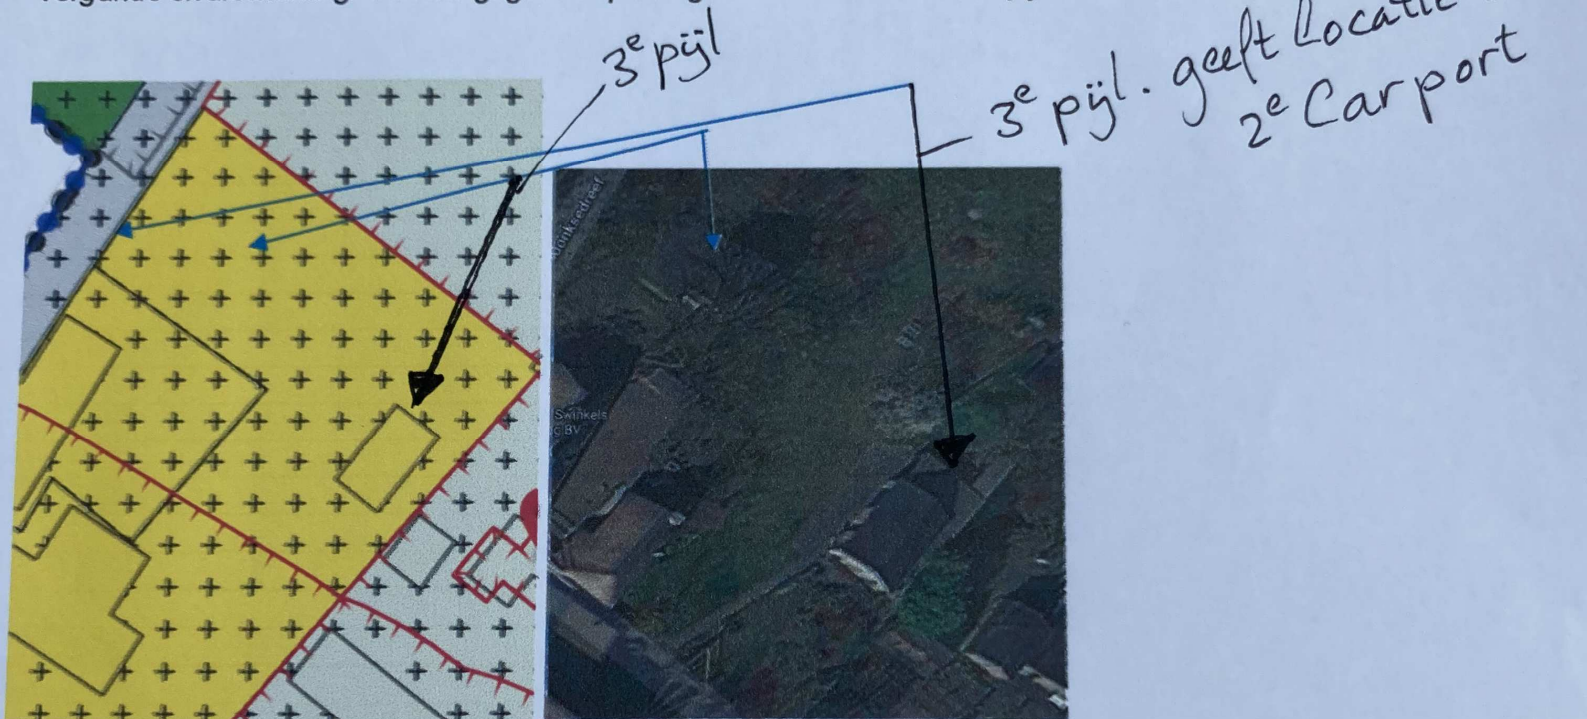 3e pijl
3e pijl. geeft Locatie
2e Carport
Swinkels
c BV